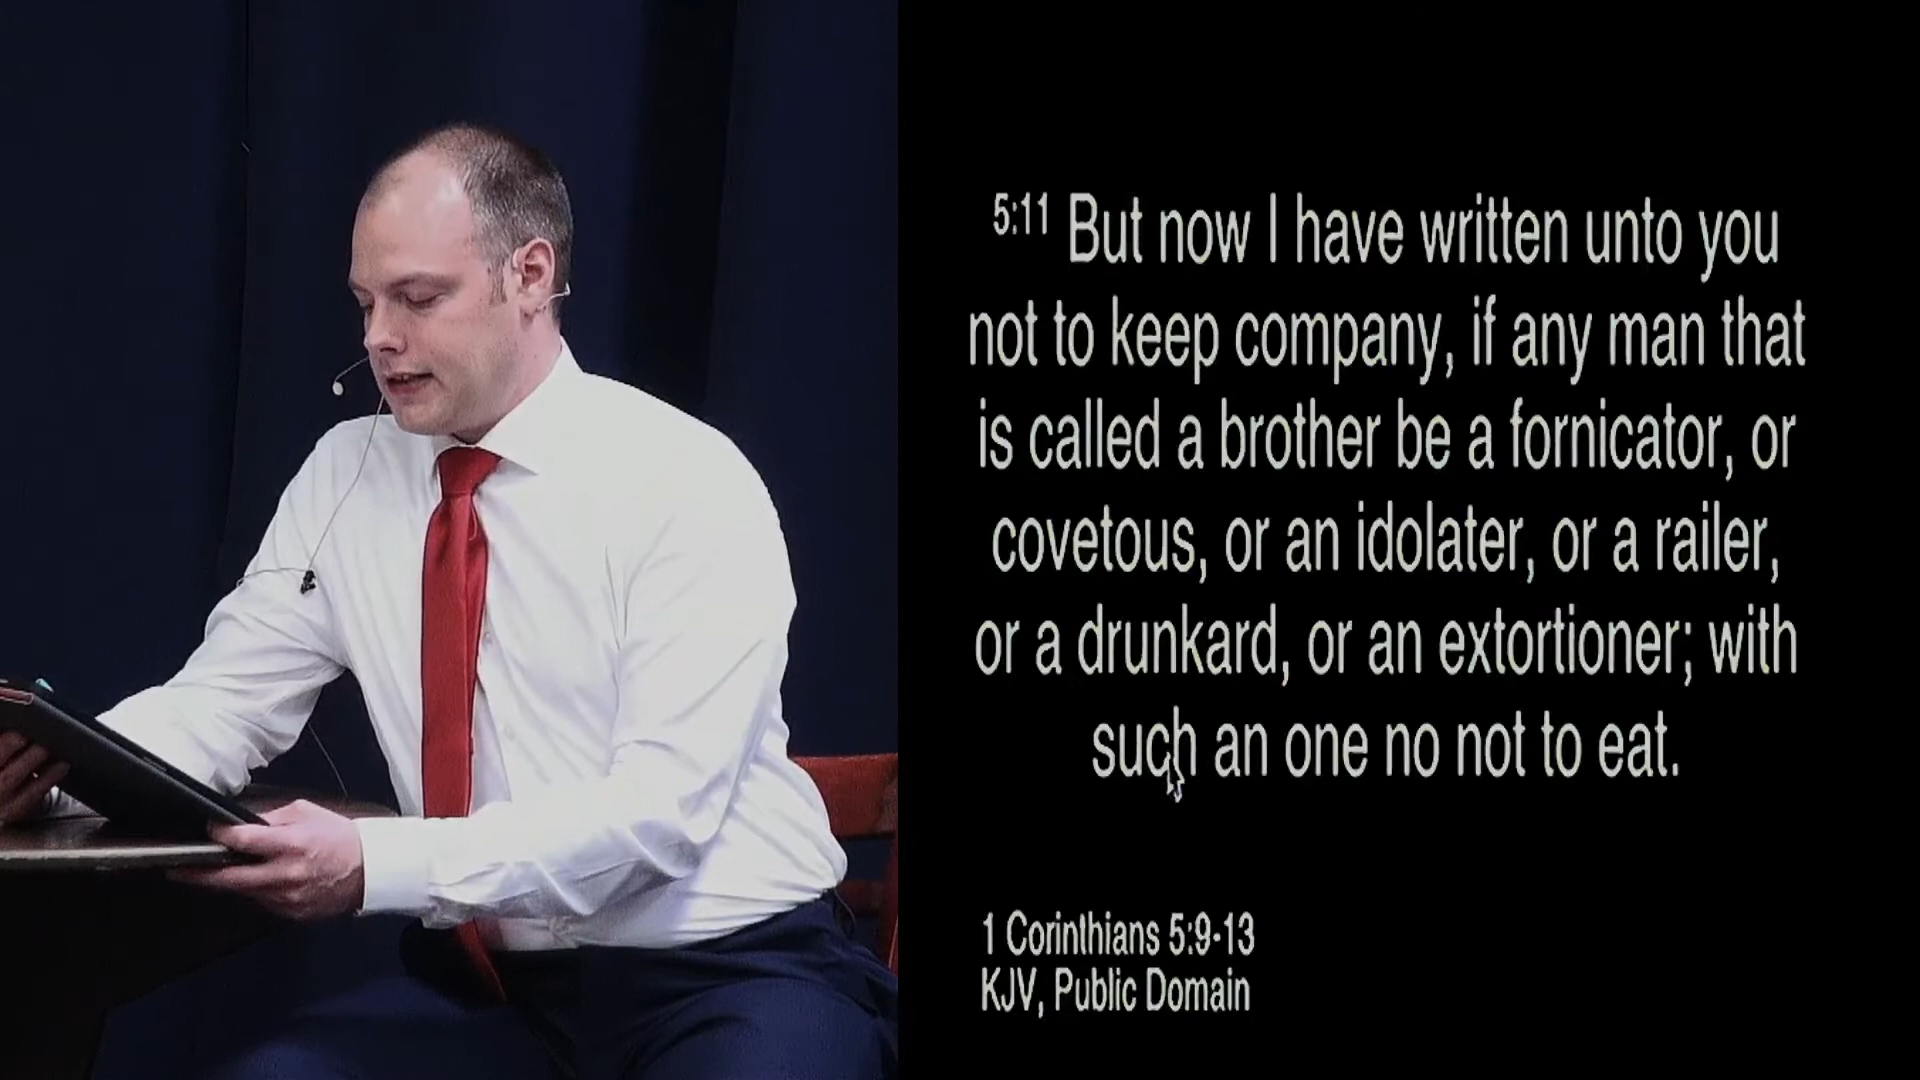 5:11 But now I have written unto you
not to keep company, if any man that
is called a brother be a fornicator, or
covetous, or an idolater, or a railer,
or a drunkard, or an extortioner; with
such an one no not to eat.
1 Corinthians 5:9-13
KJV, Public Domain